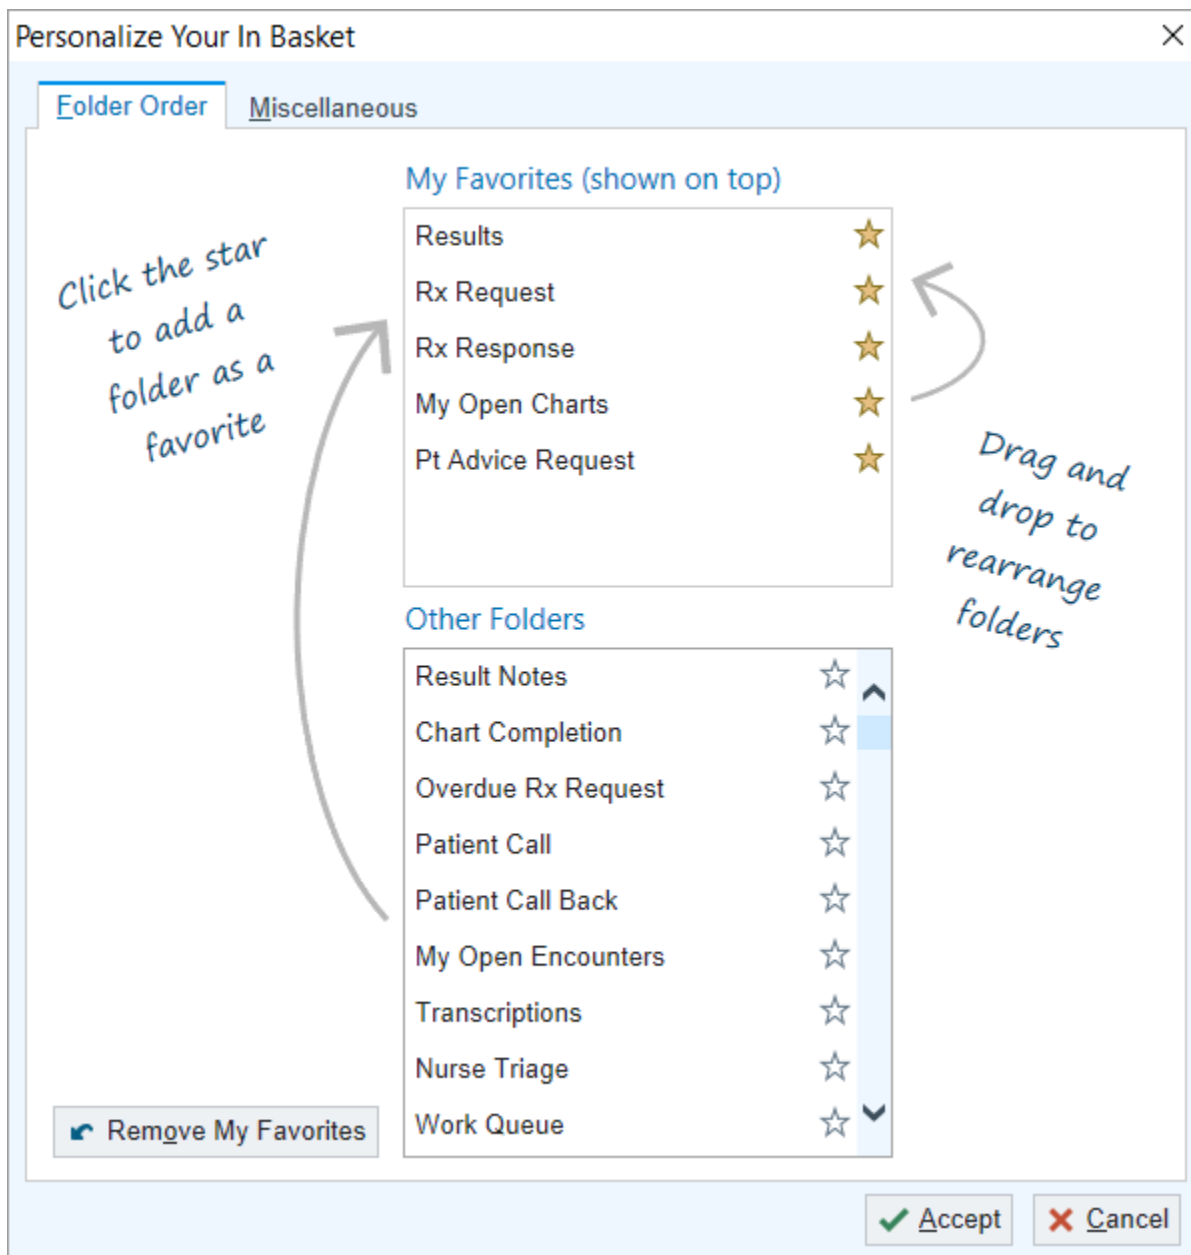 Personalize Your In Basket
Folder Order
Miscellaneous
My Favorites (shown on top)
Results
Rx Request
Rx Response
My Open Charts
Pt Advice Request
Click the star
to add a
folder as a
favorite
Drag and
drop to
rearrange
folders
Other Folders
Result Notes
Chart Completion
Overdue Rx Request
Patient Call
Patient Call Back
My Open Encounters
Transcriptions
Nurse Triage
Work Queue
Remove My Favorites
Accept
Cancel